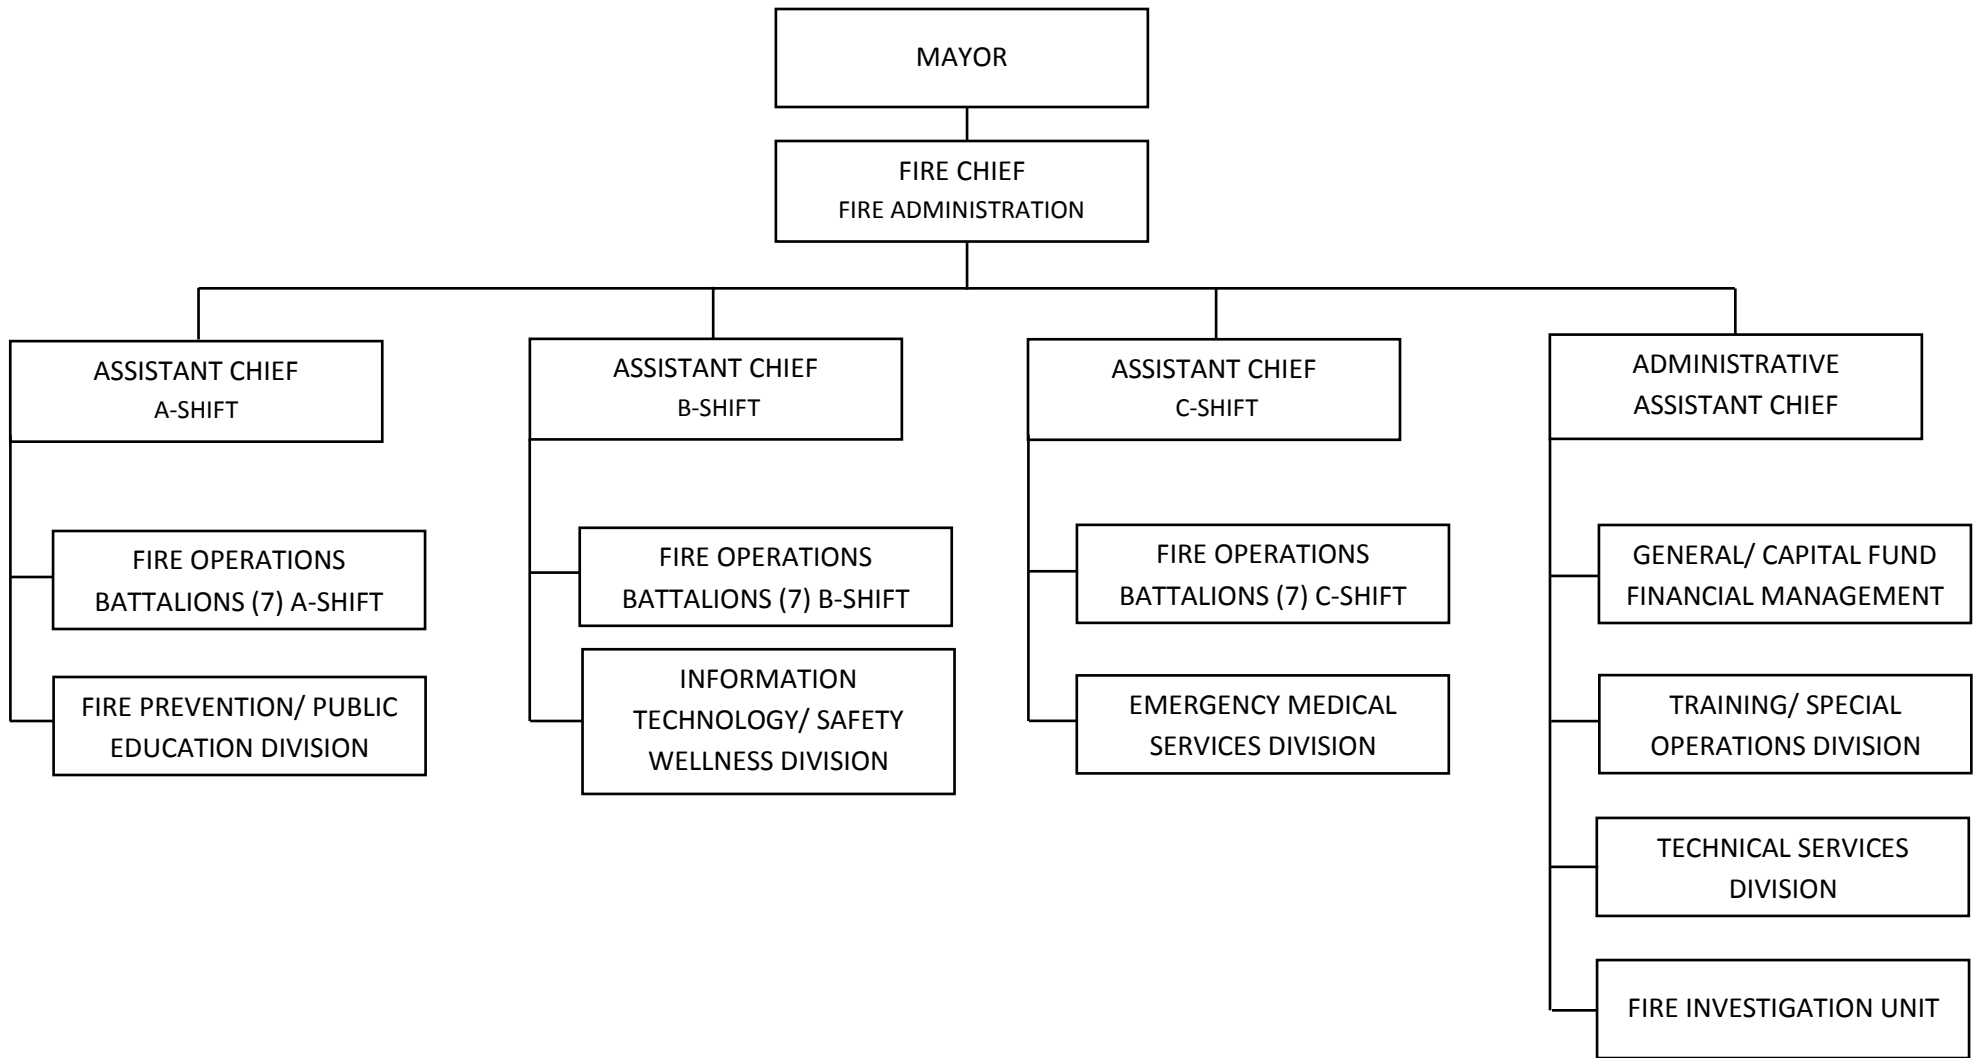 MAYOR
FIRE CHIEF
FIRE ADMINISTRATION
ASSISTANT CHIEF
A-SHIFT
ASSISTANT CHIEF
B-SHIFT
ASSISTANT CHIEF
C-SHIFT
ADMINISTRATIVE
ASSISTANT CHIEF
FIRE OPERATIONS
BATTALIONS (7) A-SHIFT
FIRE PREVENTION/ PUBLIC
EDUCATION DIVISION
FIRE OPERATIONS
BATTALIONS (7) B-SHIFT
INFORMATION
TECHNOLOGY/ SAFETY
WELLNESS DIVISION
FIRE OPERATIONS
BATTALIONS (7) C-SHIFT
EMERGENCY MEDICAL
SERVICES DIVISION
GENERAL/ CAPITAL FUND
FINANCIAL MANAGEMENT
TRAINING/ SPECIAL
OPERATIONS DIVISION
TECHNICAL SERVICES
DIVISION
FIRE INVESTIGATION UNIT